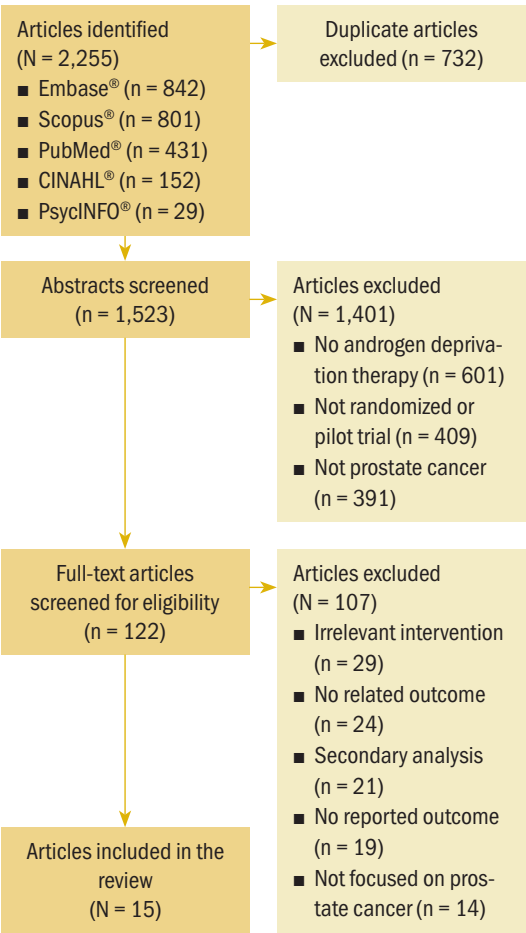 Articles identified
(N = 2,255)
■ Embase® (n = 842)
■ Scopus® (n = 801)
■ PubMed® (n = 431)
■ CINAHL® (n = 152)
■ PsycINFO® (n = 29)
Duplicate articles
excluded (n = 732)
Abstracts screened
(n = 1,523)
Articles excluded
(N = 1,401)
■ No androgen depriva-
tion therapy (n = 601)
■ Not randomized or
pilot trial (n = 409)
■ Not prostate cancer
(n = 391)
Full-text articles
screened for eligibility
(n = 122)
Articles excluded
(N = 107)
■ Irrelevant intervention
(n = 29)
■ No related outcome
(n = 24)
■ Secondary analysis
(n = 21)
■ No reported outcome
(n = 19)
■ Not focused on pros-
tate cancer (n = 14)
Articles included in the
review
(N = 15)